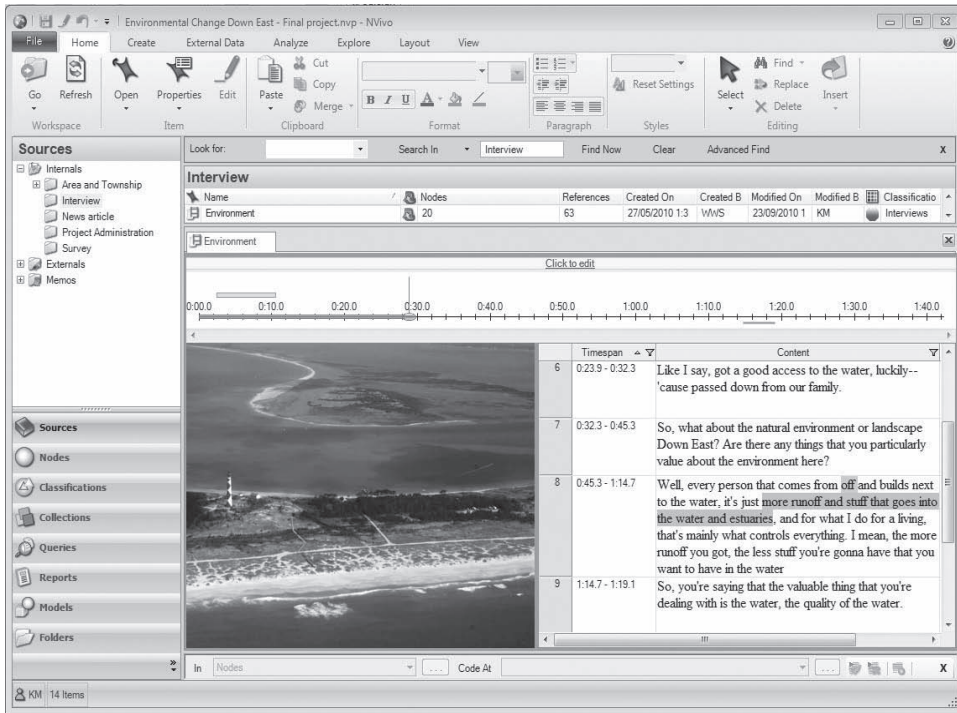 Environmental Change Down East - Final project.nvp - NVivo
File Home Create External Data Analyze Explore Layout View
Go Refresh Open Properties Edit Paste Cut Copy Merge B I U Reset Settings Select Find Replace Delete Insert
Workspace Item Clipboard Format Paragraph Styles Editing
Sources
Internals
Area and Township
Interview
News article
Project Administration
Survey
Externals
Memos
Sources
Nodes
Classifications
Collections
Queries
Reports
Models
Folders
Look for: Search In Interview Find Now Clear Advanced Find X
Interview
Name Nodes References Created On Created B Modified On Modified B Classificatio
Environment 20 63 27/05/2010 1:3 WWS 23/09/2010 1 KM Interviews
Environment
Click to edit
0:00.0 0:10.0 0:20.0 0:30.0 0:40.0 0:50.0 1:00.0 1:10.0 1:20.0 1:30.0 1:40.0
Timespan Content
6 0:23.9 - 0:32.3 Like I say, got a good access to the water, luckily--
'cause passed down from our family.
7 0:32.3 - 0:45.3 So, what about the natural environment or landscape
Down East? Are there any things that you particularly
value about the environment here?
8 0:45.3 - 1:14.7 Well, every person that comes from off and builds next
to the water, it's just more runoff and stuff that goes into
the water and estuaries, and for what I do for a living,
that's mainly what controls everything. I mean, the more
runoff you got, the less stuff you're gonna have that you
want to have in the water
9 1:14.7 - 1:19.1 So, you're saying that the valuable thing that you're
dealing with is the water, the quality of the water.
In Nodes ... Code At ... X
KM 14 Items